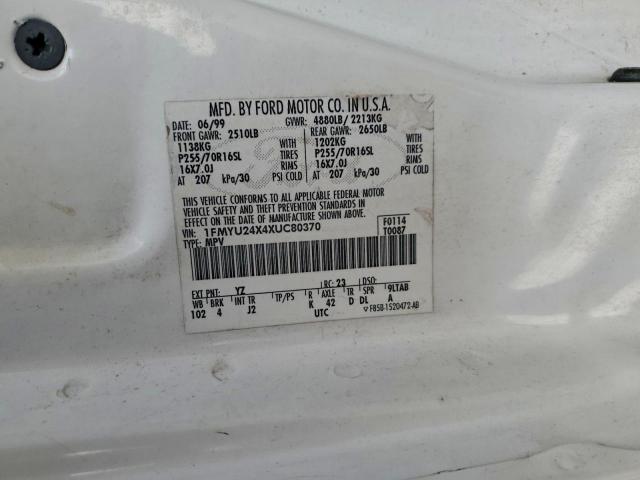 MFD. BY FORD MOTOR CO. IN U.S.A.
DATE: 06/99 GVWR: 4880LB/ 2213KG
FRONT GAWR: 2510LB REAR GAWR: 2650LB
1138KG WITH 1202KG WITH
P255/70R16SL TIRES P255/70R16SL TIRES
16X7.0J RIMS 16X7.0J RIMS
AT 207 kPa/30 PSI COLD AT 207 kPa/30 PSI COLD
THIS VEHICLE CONFORMS TO ALL APPLICABLE FEDERAL MOTOR
VEHICLE SAFETY AND THEFT PREVENTION STANDARDS IN
EFFECT ON THE DATE OF MANUFACTURE SHOWN ABOVE.
VIN: 1FMYU24X4XUC80370 F0114
TYPE: MPV T0087
EXT PNT: YZ RC: 23 DSO:
WB BRK INT TR TP/PS R AXLE TR SPR 9LTAB
102 4 J2 K 42 D DL A
UTC F85B-1520472-AB